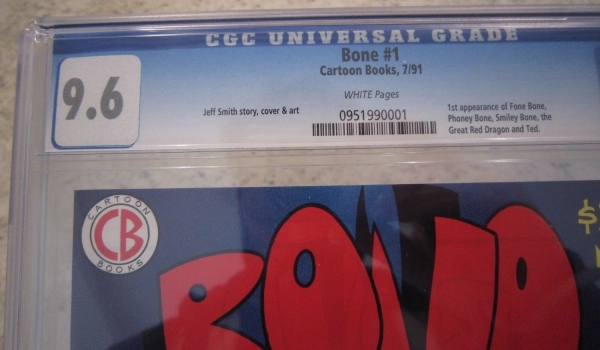 CGC UNIVERSAL GRADE
Bone #1
Cartoon Books, 7/91
9.6
WHITE Pages
Jeff Smith story, cover & art
0951990001
1st appearance of Fone Bone,
Phoney Bone, Smiley Bone, the
Great Red Dragon and Ted.
CARTOON
CB
BOOKS
BONE
$